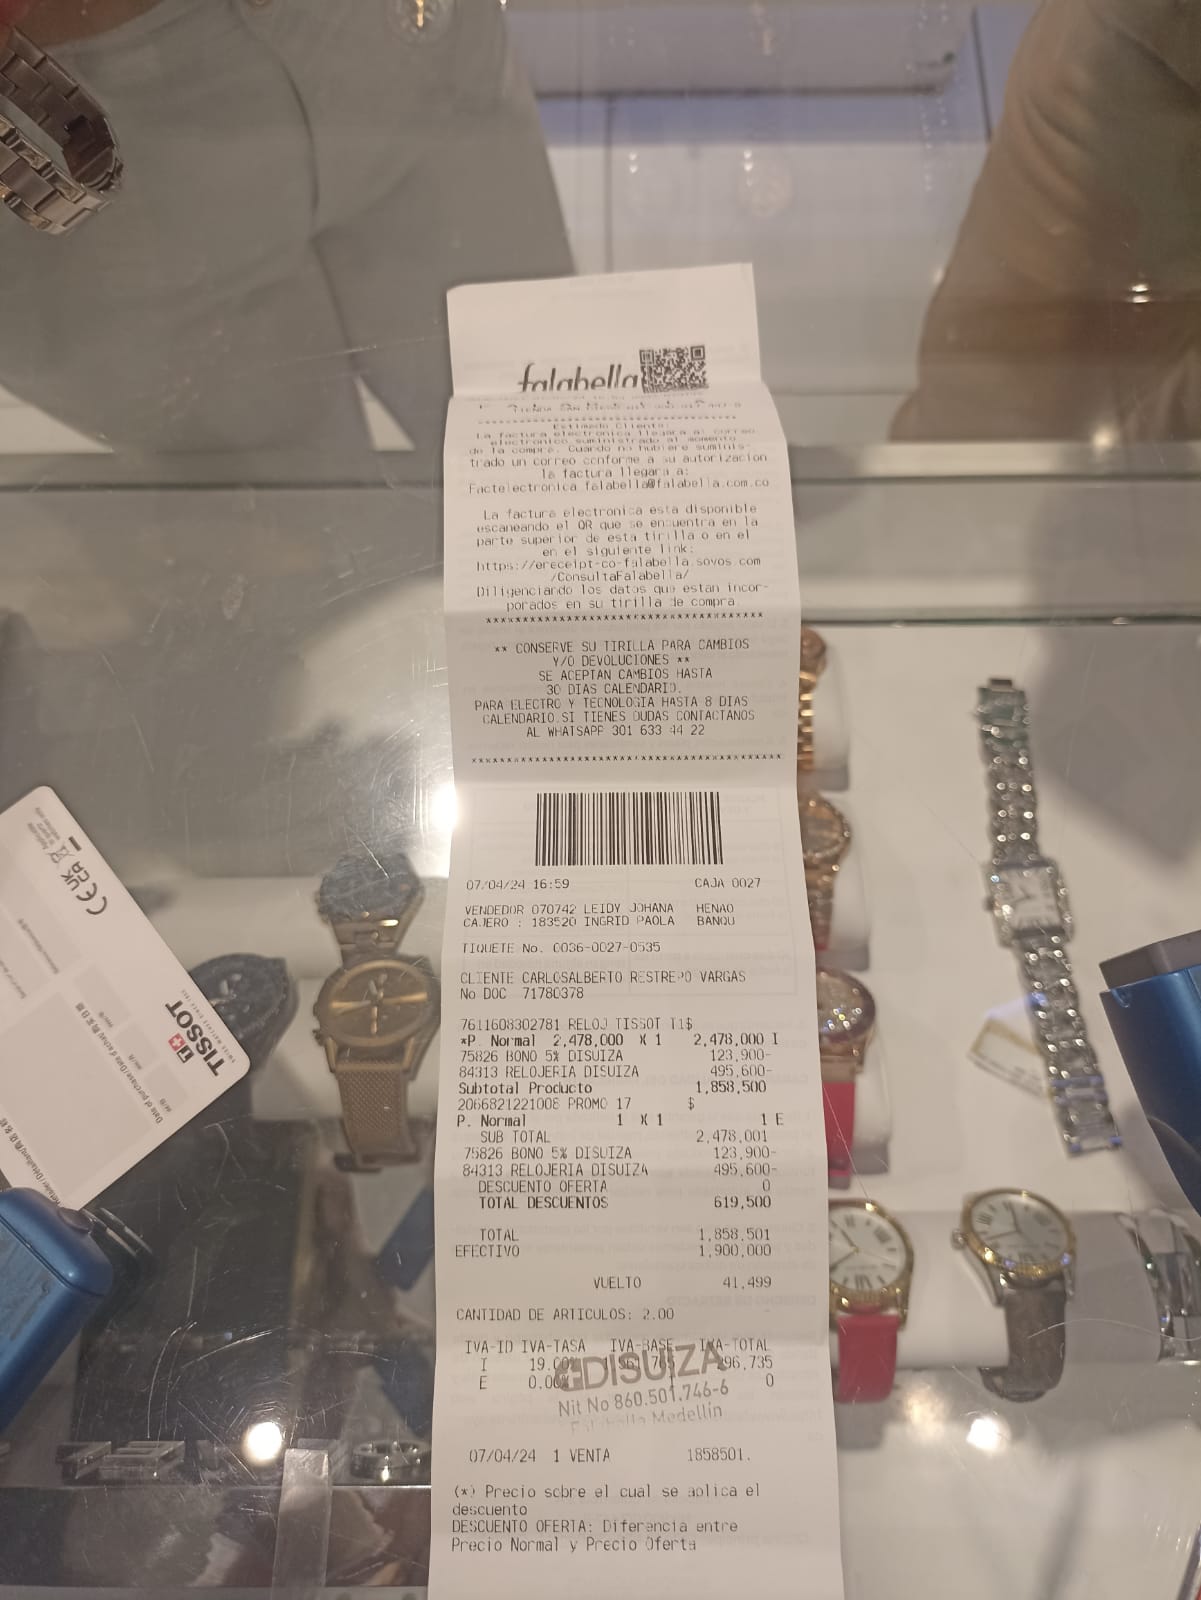 falabella
Estimado Cliente:
La factura electronica llegara al correo
electronico suministrado al momento
de la compra. Cuando no hubiere suminis-
trado un correo conforme a su autorizacion
la factura llegara a:
Factelectronica falabella@falabella.com.co
La factura electronica esta disponible
escaneando el QR que se encuentra en la
parte superior de esta tirilla o en el
en el siguiente link:
https://ereceipt-co-falabella.sovos.com
/ConsultaFalabella/
Diligenciando los datos que estan incor-
porados en su tirilla de compra.
** CONSERVE SU TIRILLA PARA CAMBIOS
Y/O DEVOLUCIONES **
SE ACEPTAN CAMBIOS HASTA
30 DIAS CALENDARIO.
PARA ELECTRO Y TECNOLOGIA HASTA 8 DIAS
CALENDARIO.SI TIENES DUDAS CONTACTANOS
AL WHATSAPP 301 633 44 22
07/04/24 16:59 CAJA 0027
VENDEDOR 070742 LEIDY JOHANA HENAO
CAJERO : 183520 INGRID PAOLA BANQU
TIQUETE No. 0036-0027-0535
CLIENTE CARLOSALBERTO RESTREPO VARGAS
No DOC 71780378
7611608302781 RELOJ TISSOT T1$
*P. Normal 2,478,000 X 1 2,478,000 I
75826 BONO 5% DISUIZA 123,900-
84313 RELOJERIA DISUIZA 495,600-
Subtotal Producto 1,858,500
2066821221008 PROMO 17 $
P. Normal 1 X 1 1 E
SUB TOTAL 2,478,001
75826 BONO 5% DISUIZA 123,900-
84313 RELOJERIA DISUIZA 495,600-
DESCUENTO OFERTA 0
TOTAL DESCUENTOS 619,500
TOTAL 1,858,501
EFECTIVO 1,900,000
VUELTO 41,499
CANTIDAD DE ARTICULOS: 2.00
IVA-ID IVA-TASA IVA-BASE IVA-TOTAL
I 19.00% 296,735
E 0.00% 0
DISUIZA
Nit No 860.501.746-6
Falabella Medellín
07/04/24 1 VENTA 1858501.
(*) Precio sobre el cual se aplica el
descuento
DESCUENTO OFERTA: Diferencia entre
Precio Normal y Precio Oferta
TISSOT
SWISS WATCHES SINCE 1853
UKCA
CE